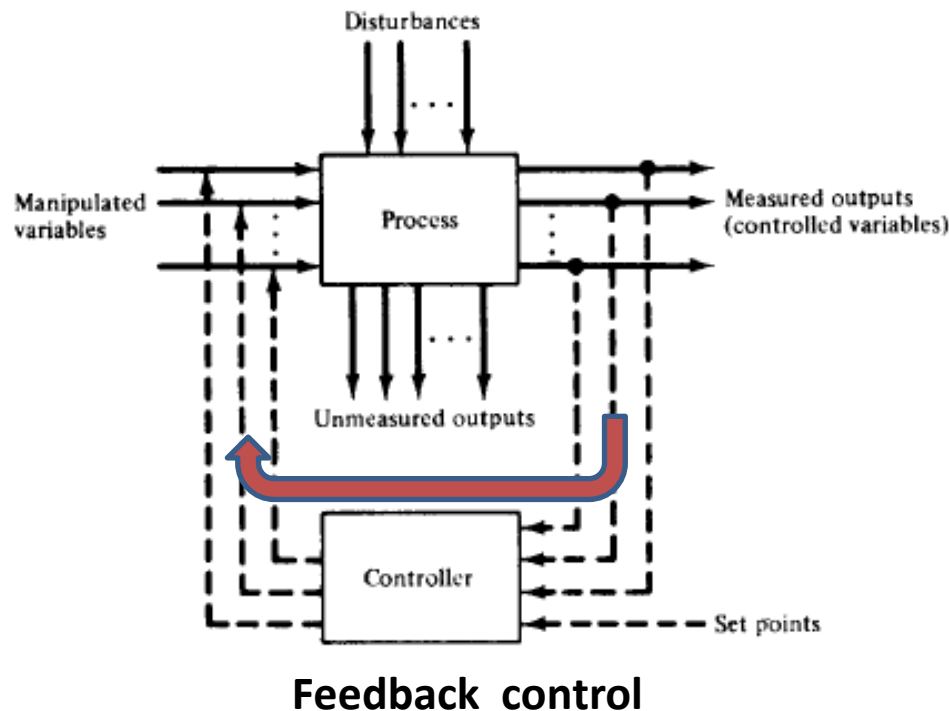 Disturbances
Manipulated
variables
Process
Measured outputs
(controlled variables)
Unmeasured outputs
Controller
Set points
Feedback control